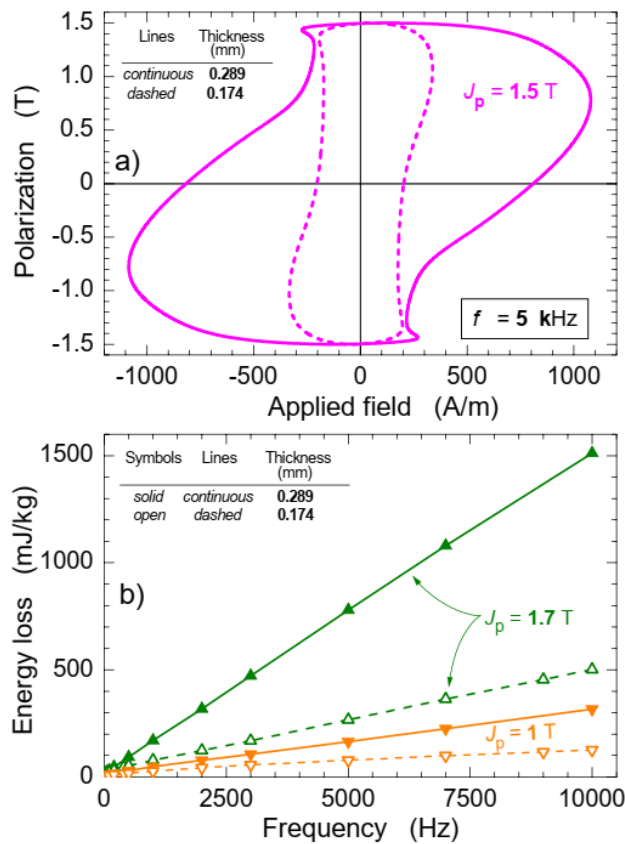 Lines Thickness
(mm)
continuous 0.289
dashed 0.174
J_p = 1.5 T
a)
f = 5 kHz
Polarization (T)
1.5
1.0
0.5
0
-0.5
-1.0
-1.5
-1000 -500 0 500 1000
Applied field (A/m)
Symbols Lines Thickness
(mm)
solid continuous 0.289
open dashed 0.174
b)
J_p = 1.7 T
J_p = 1 T
Energy loss (mJ/kg)
1500
1000
500
0
0 2500 5000 7500 10000
Frequency (Hz)